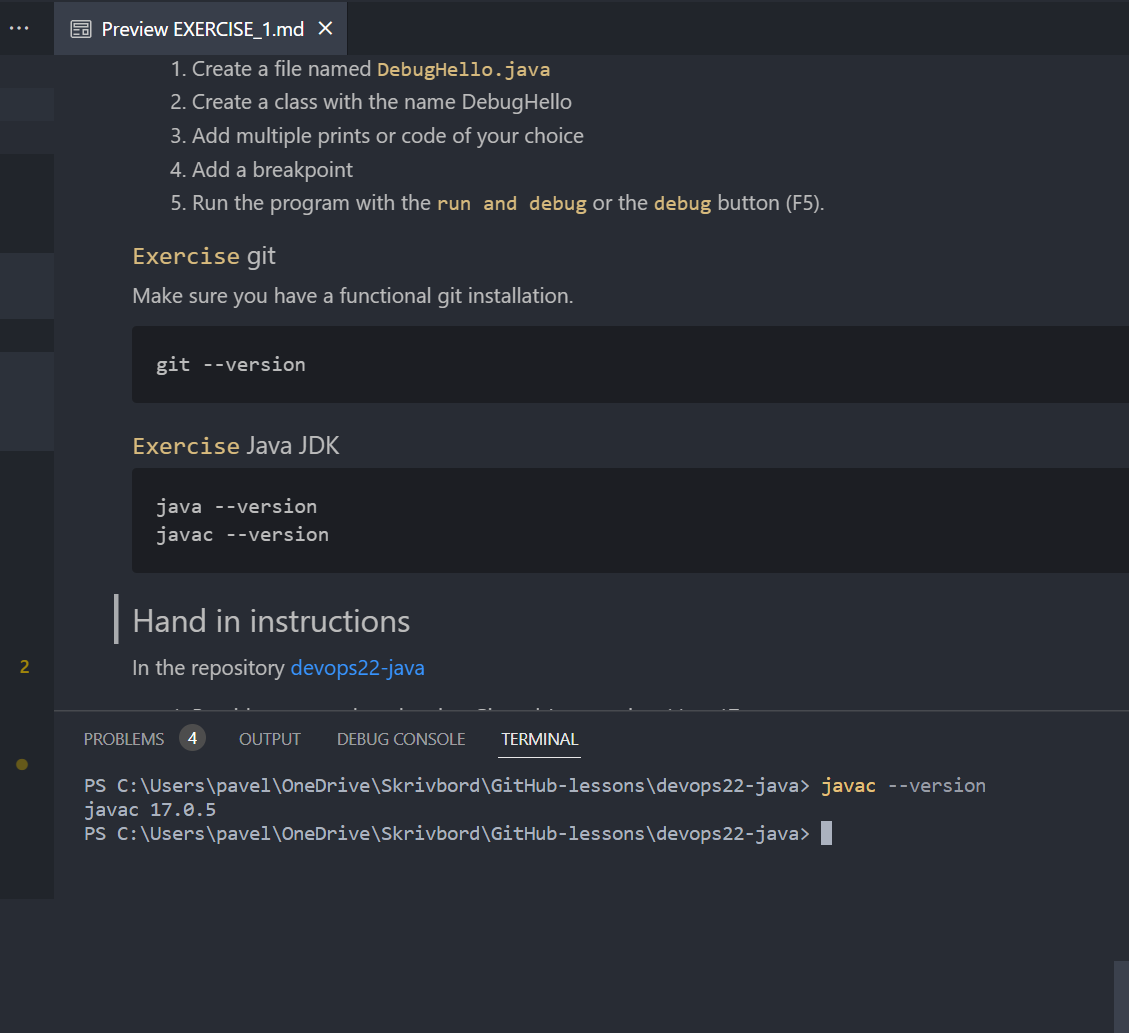 Preview EXERCISE_1.md
1. Create a file named DebugHello.java
2. Create a class with the name DebugHello
3. Add multiple prints or code of your choice
4. Add a breakpoint
5. Run the program with the run and debug or the debug button (F5).
Exercise git
Make sure you have a functional git installation.
git --version
Exercise Java JDK
java --version
javac --version
Hand in instructions
2
In the repository devops22-java
PROBLEMS 4 OUTPUT DEBUG CONSOLE TERMINAL
PS C:\Users\pavel\OneDrive\Skrivbord\GitHub-lessons\devops22-java> javac --version
javac 17.0.5
PS C:\Users\pavel\OneDrive\Skrivbord\GitHub-lessons\devops22-java>